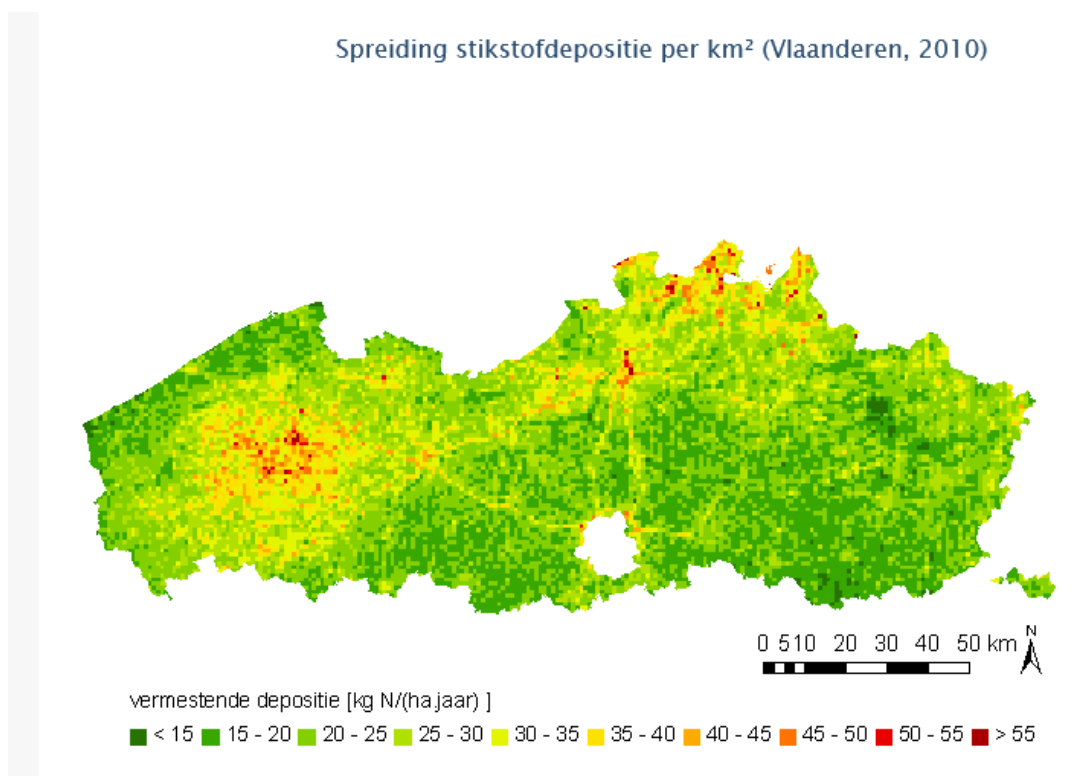 Spreiding stikstofdepositie per km² (Vlaanderen, 2010)
0 5 10 20 30 40 50 km
N
vermestende depositie [kg N/(ha.jaar) ]
< 15 15 - 20 20 - 25 25 - 30 30 - 35 35 - 40 40 - 45 45 - 50 50 - 55 > 55